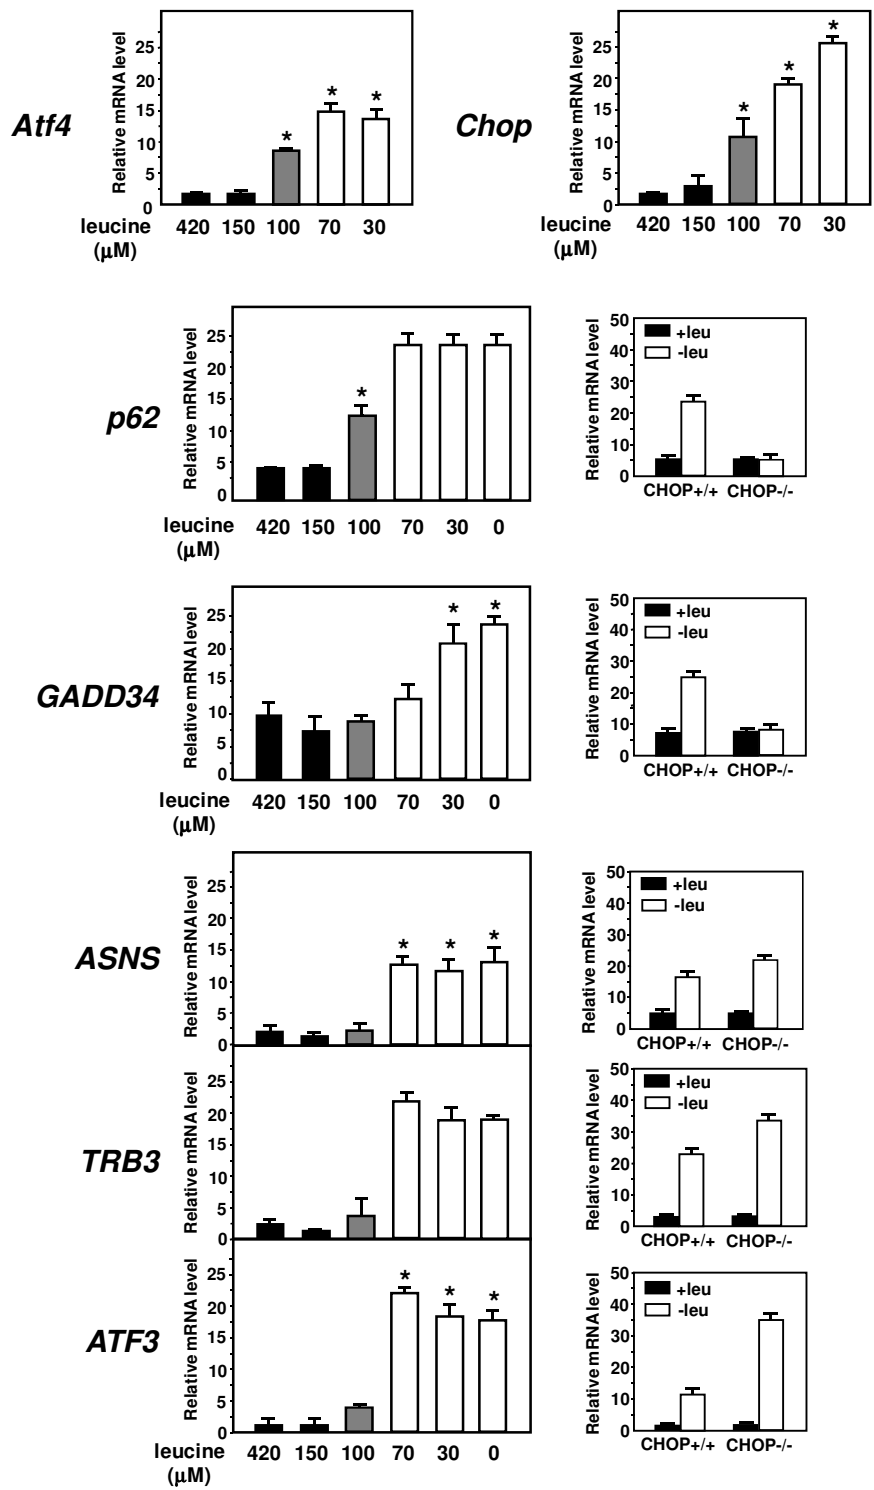 Atf4
Relative mRNA level
25
20
15
10
5
0
* * *
leucine 420 150 100 70 30
(µM)
Chop
Relative mRNA level
25
20
15
10
5
0
* * *
leucine 420 150 100 70 30
(µM)
p62
Relative mRNA level
25
20
15
10
5
0
*
leucine 420 150 100 70 30 0
(µM)
Relative mRNA level
50
40
30
20
10
0
+leu
-leu
CHOP+/+ CHOP-/-
GADD34
Relative mRNA level
25
20
15
10
5
0
* *
leucine 420 150 100 70 30 0
(µM)
Relative mRNA level
50
40
30
20
10
0
+leu
-leu
CHOP+/+ CHOP-/-
ASNS
Relative mRNA level
25
20
15
10
5
0
* * *
Relative mRNA level
50
40
30
20
10
0
+leu
-leu
CHOP+/+ CHOP-/-
TRB3
Relative mRNA level
25
20
15
10
5
0
Relative mRNA level
50
40
30
20
10
0
+leu
-leu
CHOP+/+ CHOP-/-
ATF3
Relative mRNA level
25
20
15
10
5
0
* * *
leucine 420 150 100 70 30 0
(µM)
Relative mRNA level
50
40
30
20
10
0
+leu
-leu
CHOP+/+ CHOP-/-